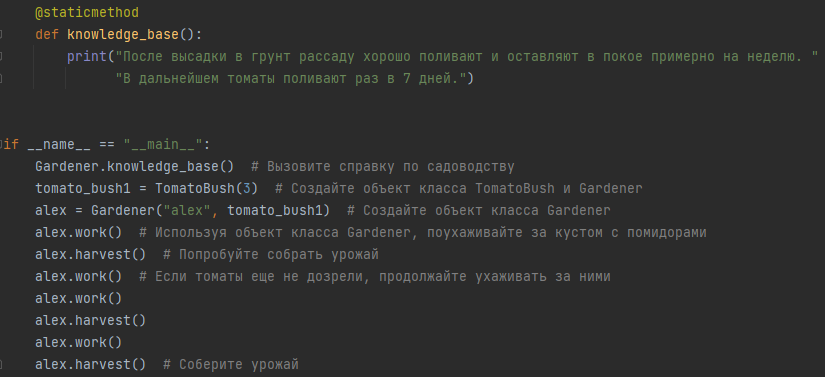 @staticmethod
def knowledge_base():
print("После высадки в грунт рассаду хорошо поливают и оставляют в покое примерно на неделю. "
"В дальнейшем томаты поливают раз в 7 дней.")
if __name__ == "__main__":
Gardener.knowledge_base()  # Вызовите справку по садоводству
tomato_bush1 = TomatoBush(3)  # Создайте объект класса TomatoBush и Gardener
alex = Gardener("alex", tomato_bush1)  # Создайте объект класса Gardener
alex.work()  # Используя объект класса Gardener, поухаживайте за кустом с помидорами
alex.harvest()  # Попробуйте собрать урожай
alex.work()  # Если томаты еще не дозрели, продолжайте ухаживать за ними
alex.work()
alex.harvest()
alex.work()
alex.harvest()  # Соберите урожай